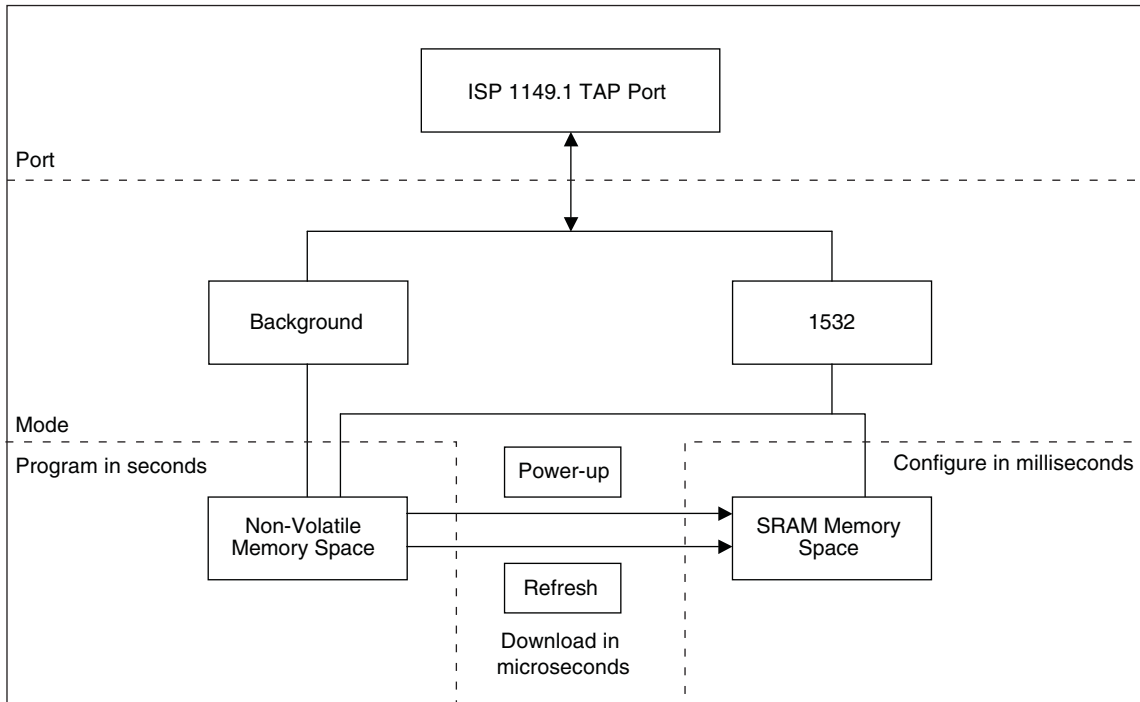 ISP 1149.1 TAP Port
Port
Background
1532
Mode
Program in seconds
Power-up
Configure in milliseconds
Non-Volatile
Memory Space
SRAM Memory
Space
Refresh
Download in
microseconds